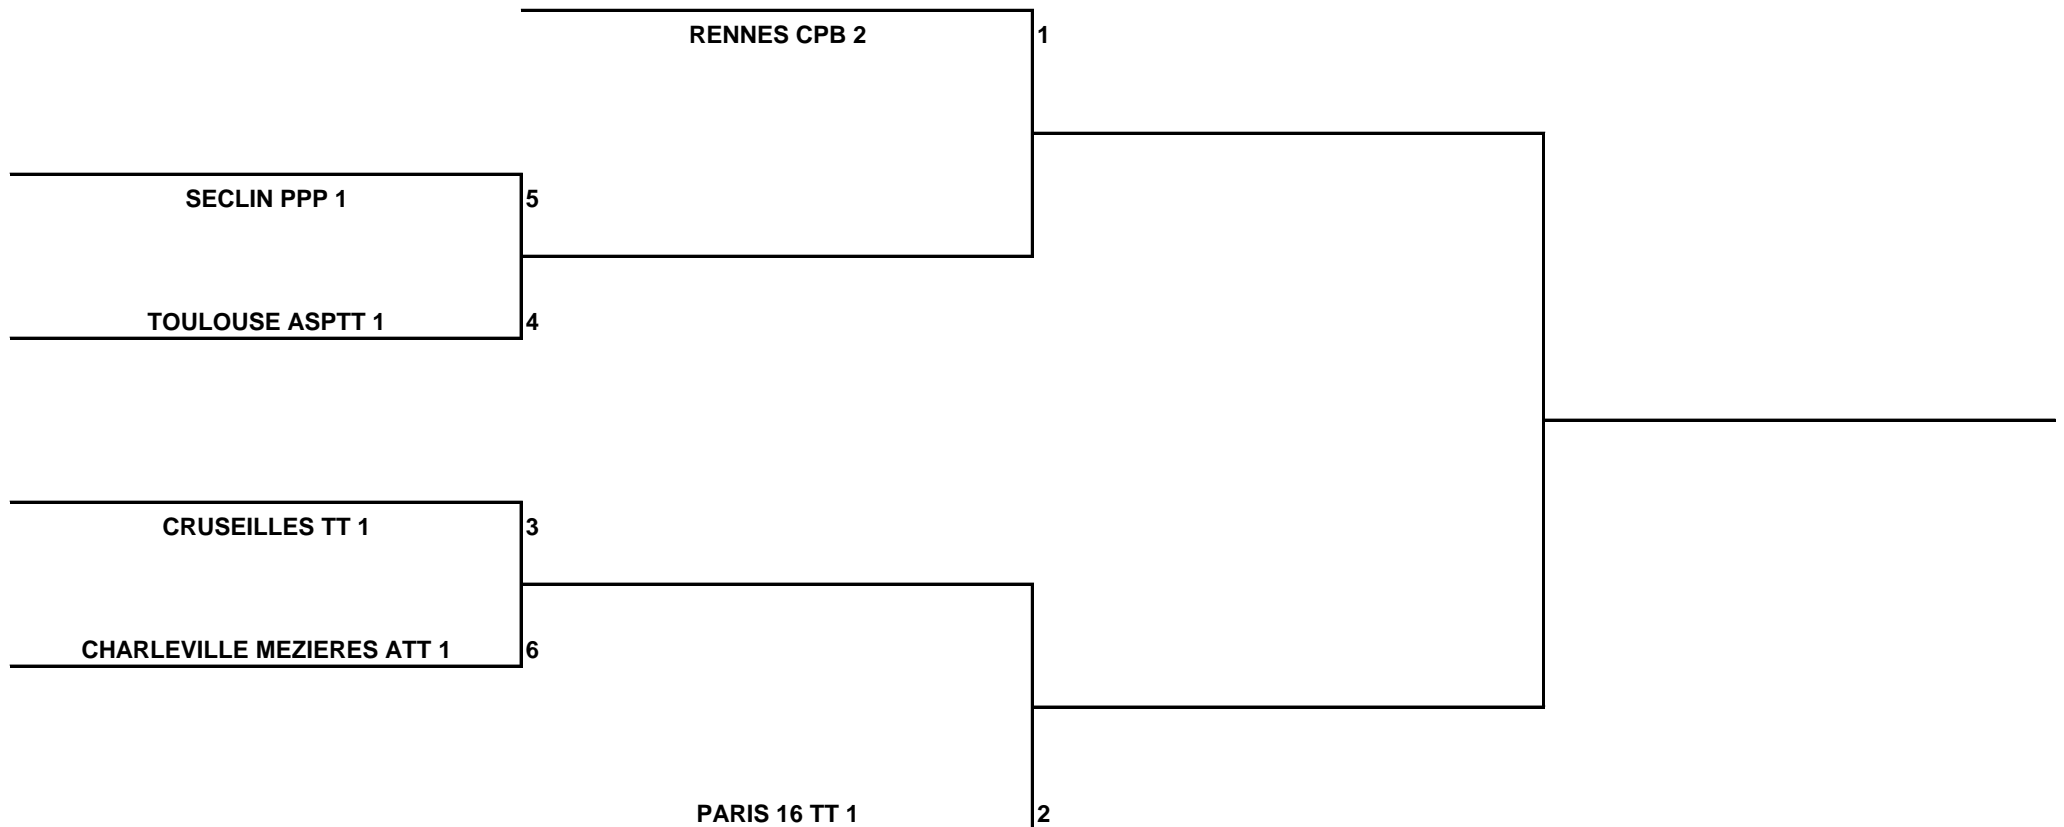 RENNES CPB 2 1
SECLIN PPP 1 5
TOULOUSE ASPTT 1 4
CRUSEILLES TT 1 3
CHARLEVILLE MEZIERES ATT 1 6
PARIS 16 TT 1 2